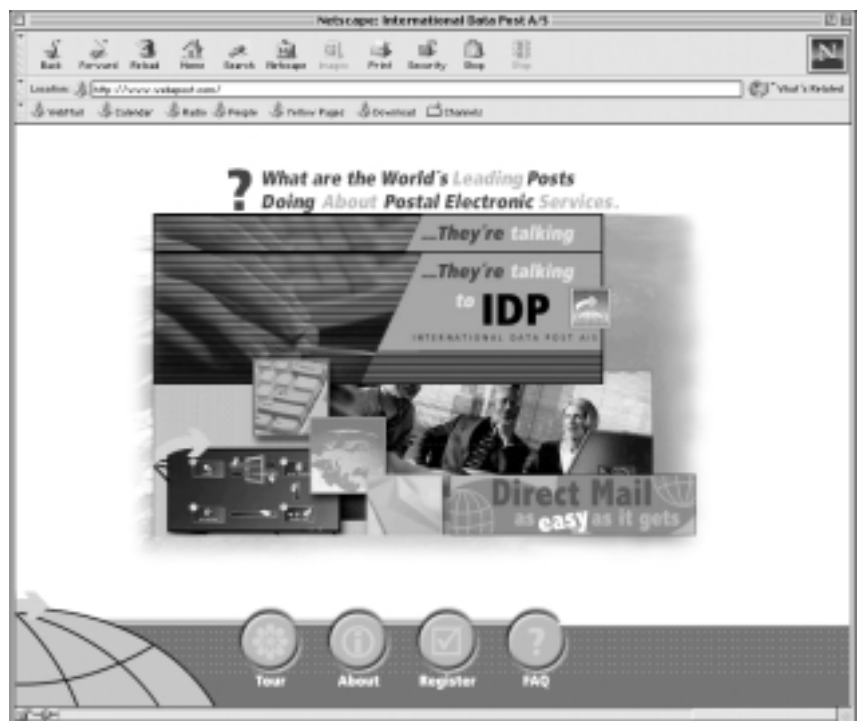 Netscape: International Data Post A/S
Back Forward Reload Home Search Netscape Images Print Security Shop Stop
Location: http://www.
What's Related
WebMail Calendar Radio People Yellow Pages Download Channels
? What are the World's Leading Posts
Doing About Postal Electronic Services.
...They're talking
...They're talking
to IDP
INTERNATIONAL DATA POST A/S
Direct Mail
as easy as it gets
Tour About Register FAQ